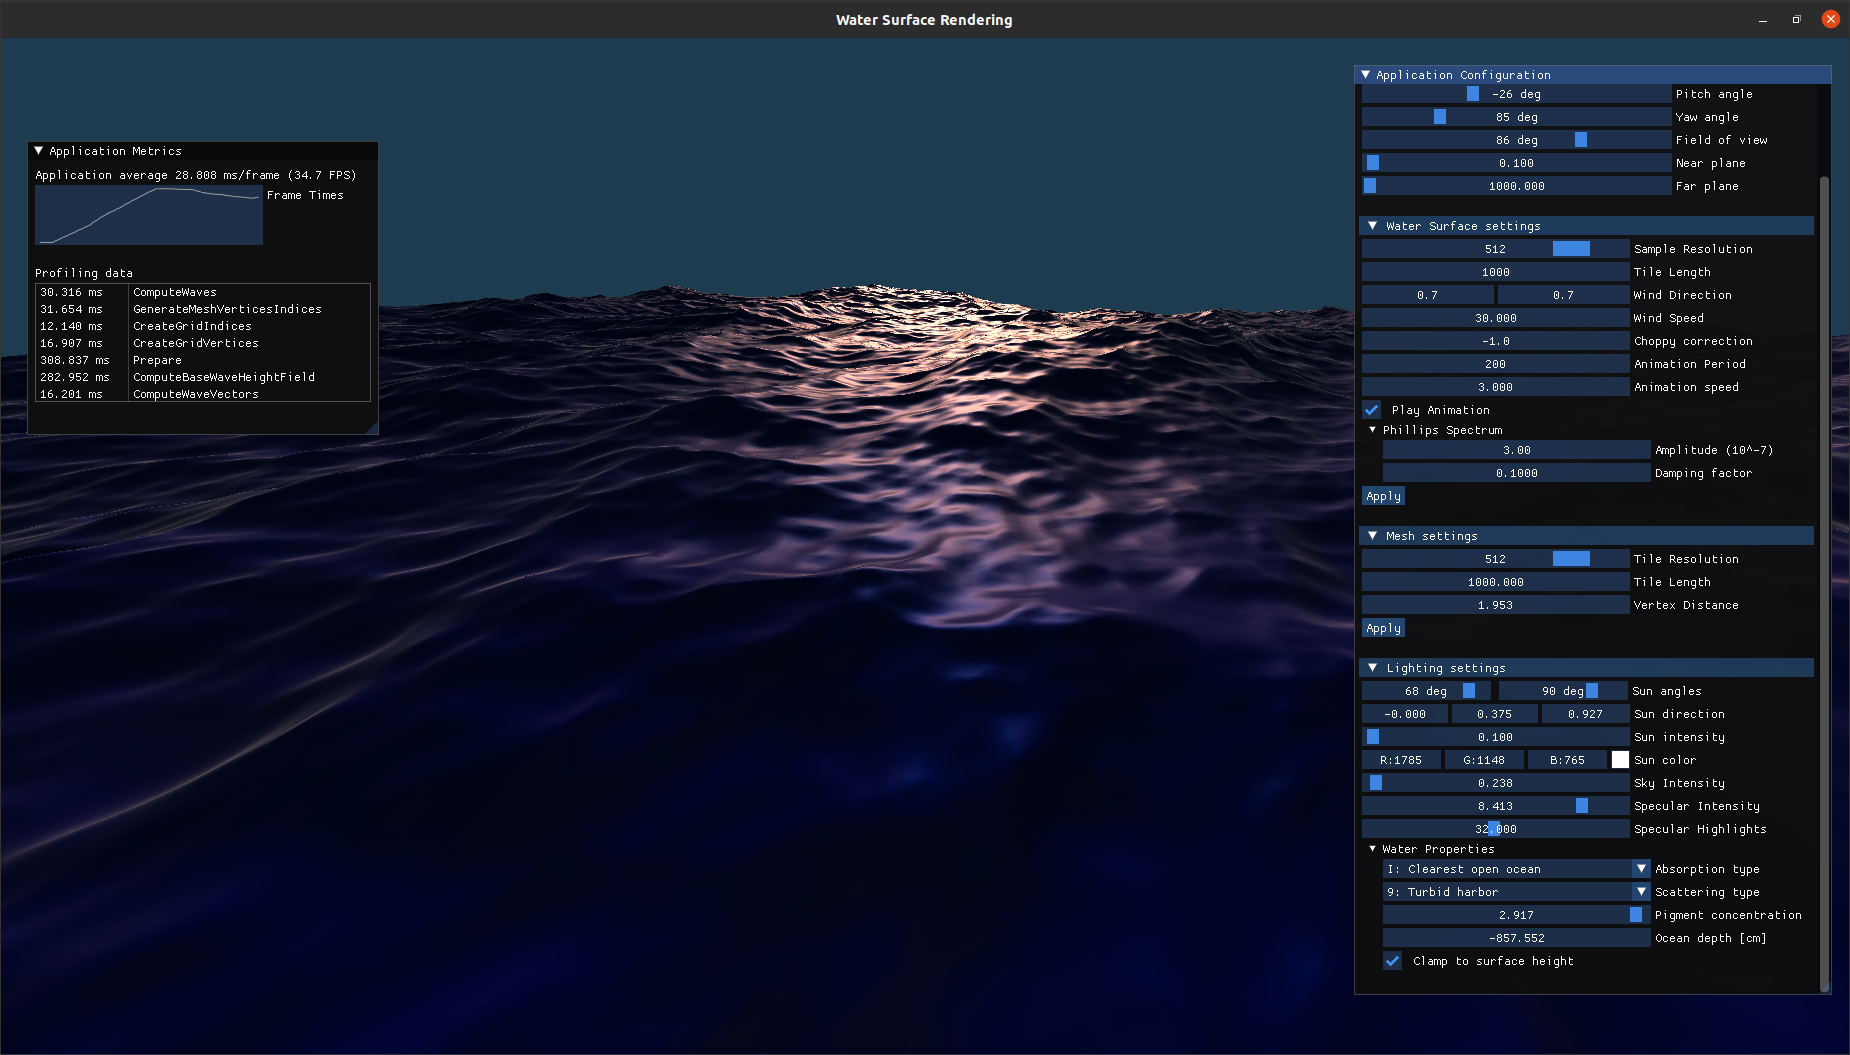 Water Surface Rendering
Application Metrics
Application average 28.808 ms/frame (34.7 FPS)
Frame Times
Profiling data
30.316 ms ComputeWaves
31.654 ms GenerateMeshVerticesIndices
12.140 ms CreateGridIndices
16.907 ms CreateGridVertices
308.837 ms Prepare
282.952 ms ComputeBaseWaveHeightField
16.201 ms ComputeWaveVectors
Application Configuration
-26 deg Pitch angle
85 deg Yaw angle
86 deg Field of view
0.100 Near plane
1000.000 Far plane
Water Surface settings
512 Sample Resolution
1000 Tile Length
0.7 0.7 Wind Direction
30.000 Wind Speed
-1.0 Choppy correction
200 Animation Period
3.000 Animation speed
Play Animation
Phillips Spectrum
3.00 Amplitude (10^-7)
0.1000 Damping factor
Apply
Mesh settings
512 Tile Resolution
1000.000 Tile Length
1.953 Vertex Distance
Apply
Lighting settings
68 deg 90 deg Sun angles
-0.000 0.375 0.927 Sun direction
0.100 Sun intensity
R:1785 G:1148 B:765 Sun color
0.238 Sky Intensity
8.413 Specular Intensity
32.000 Specular Highlights
Water Properties
I: Clearest open ocean Absorption type
9: Turbid harbor Scattering type
2.917 Pigment concentration
-857.552 Ocean depth [cm]
Clamp to surface height